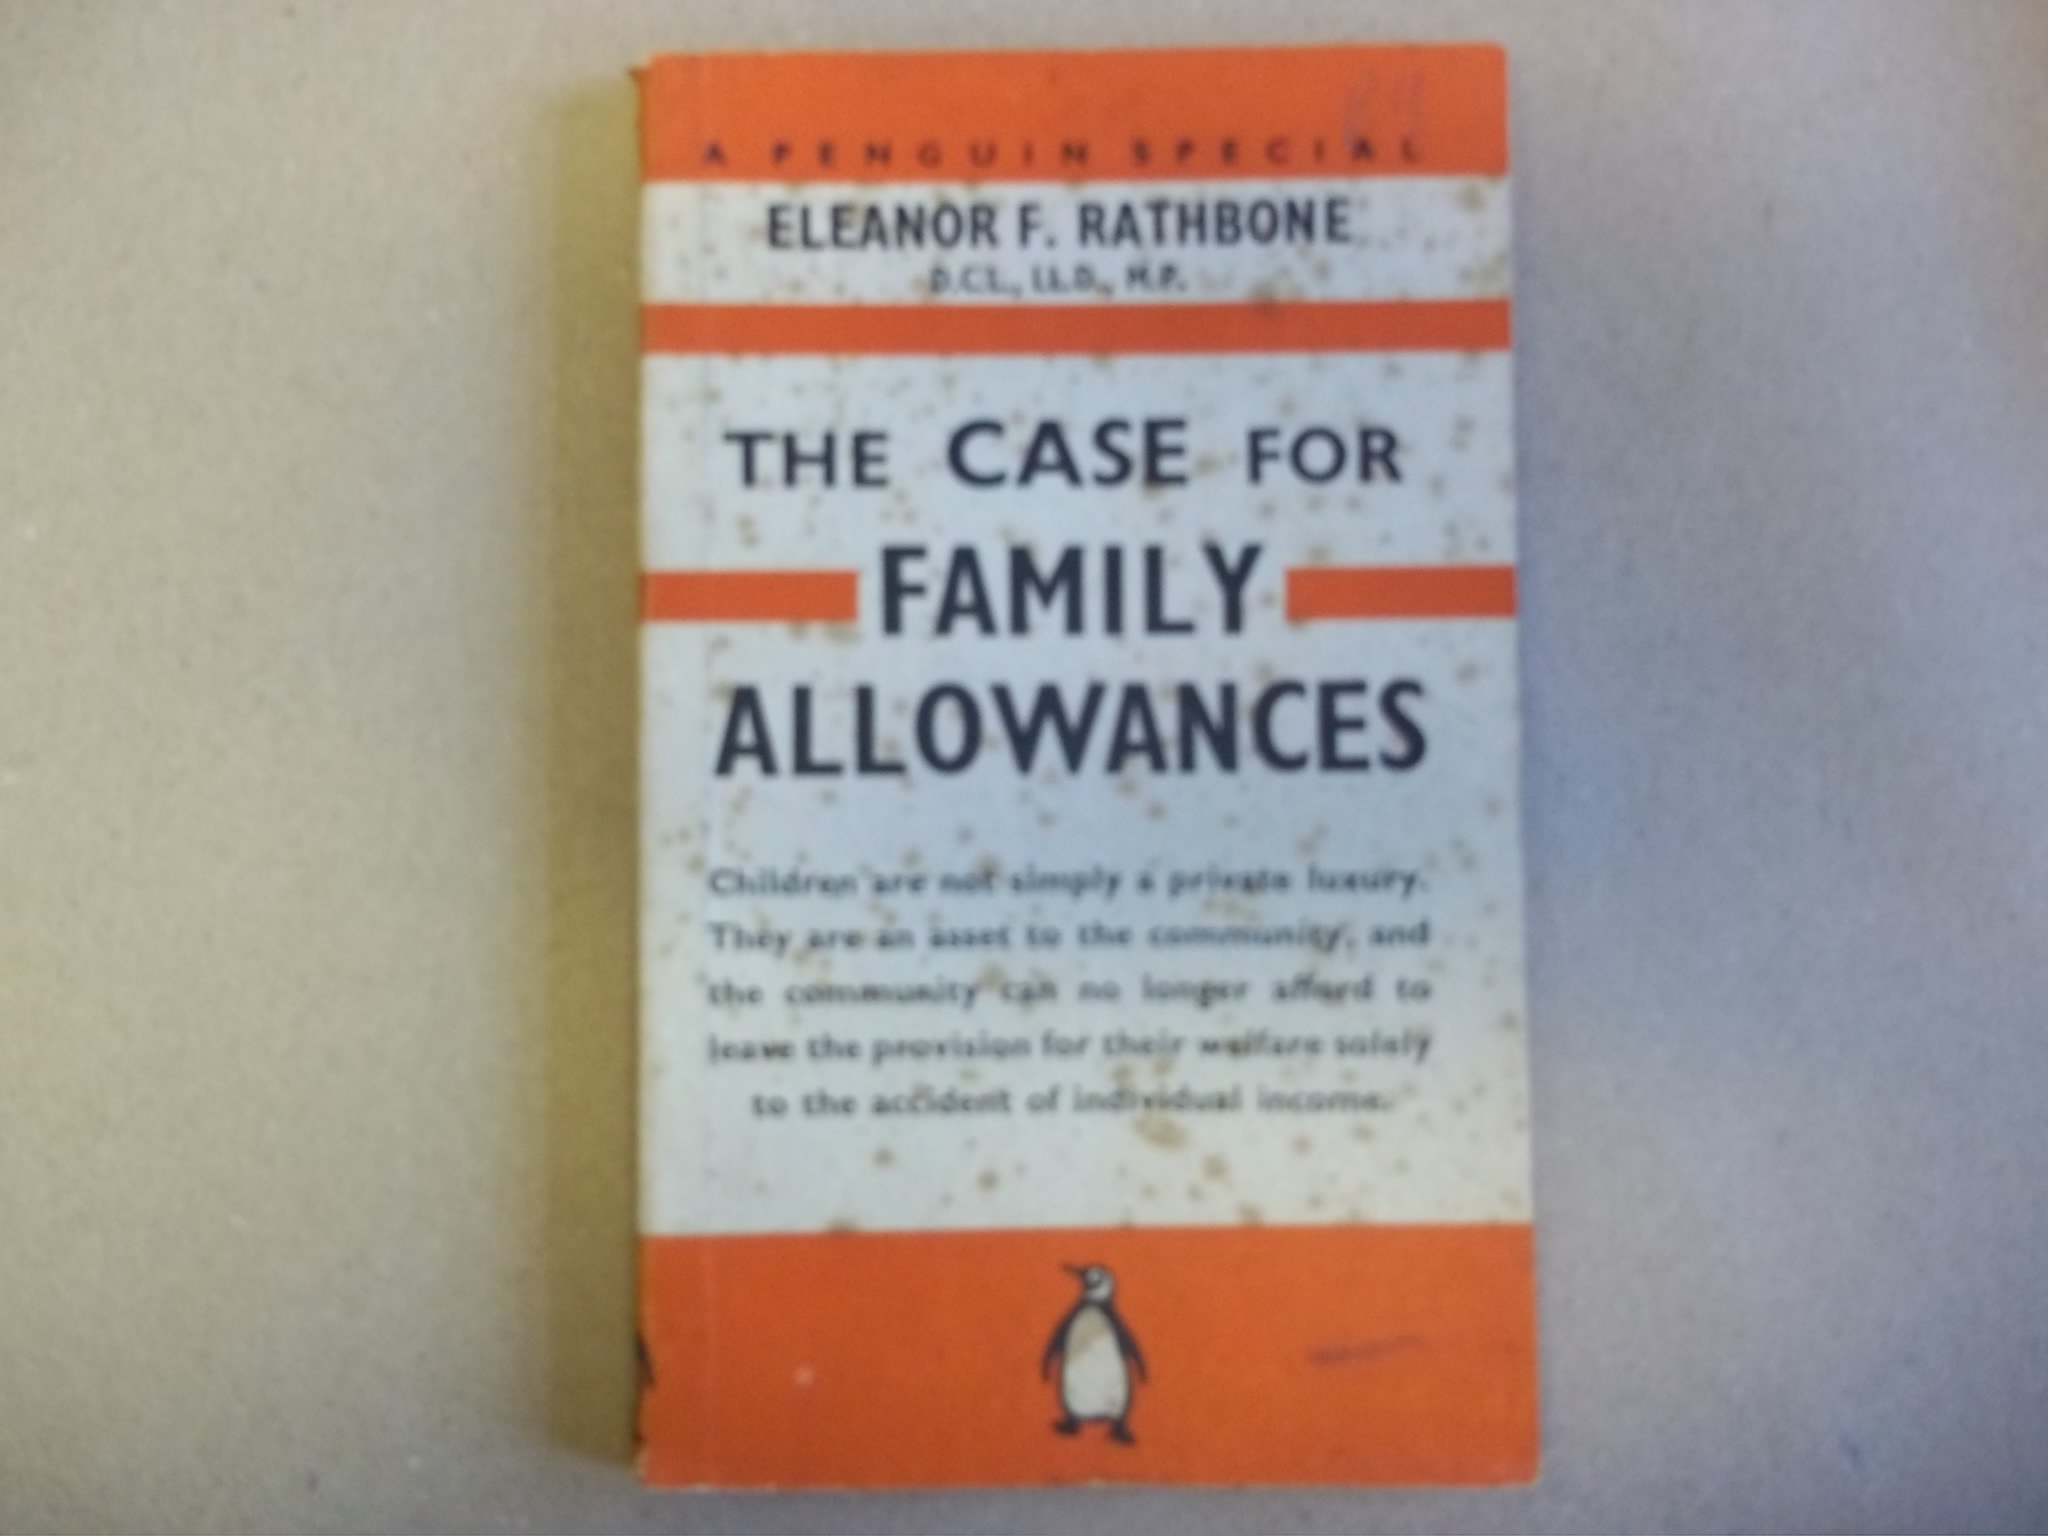 A PENGUIN SPECIAL
ELEANOR F. RATHBONE
D.C.L., LL.D., M.P.
THE CASE FOR
FAMILY
ALLOWANCES
Children are not simply a private luxury.
They are an asset to the community, and
the community can no longer afford to
leave the provision for their welfare solely
to the accident of individual income.